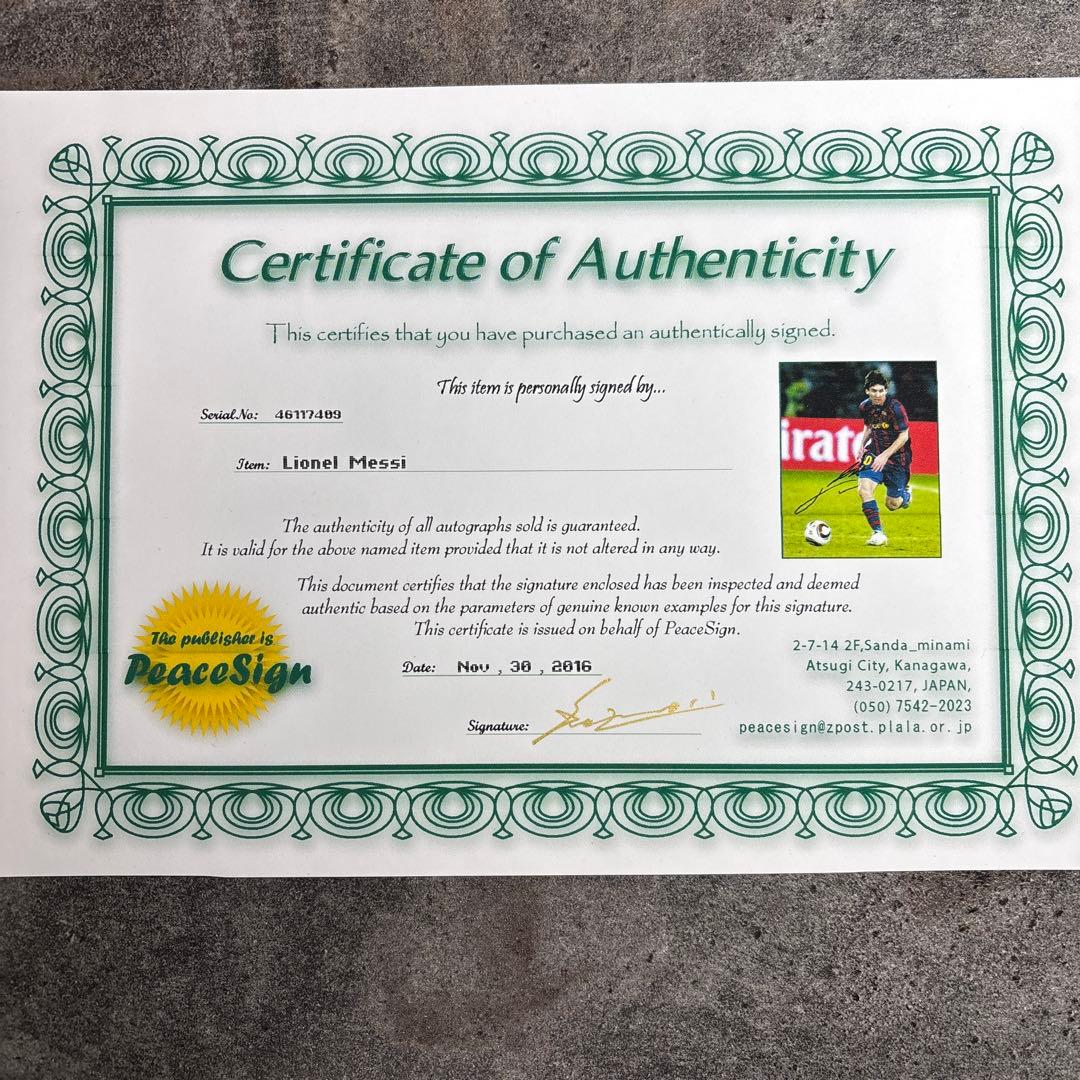 Certificate of Authenticity
This certifies that you have purchased an authentically signed.
This item is personally signed by...
Serial.No: 46117409
Item: Lionel Messi
irate
The authenticity of all autographs sold is guaranteed.
It is valid for the above named item provided that it is not altered in any way.
This document certifies that the signature enclosed has been inspected and deemed
authentic based on the parameters of genuine known examples for this signature.
This certificate is issued on behalf of PeaceSign.
The publisher is
PeaceSign
Date: Nov , 30 , 2016
Signature:
2-7-14 2F,Sanda_minami
Atsugi City, Kanagawa,
243-0217, JAPAN,
(050) 7542-2023
peacesign@zpost.plala.or.jp